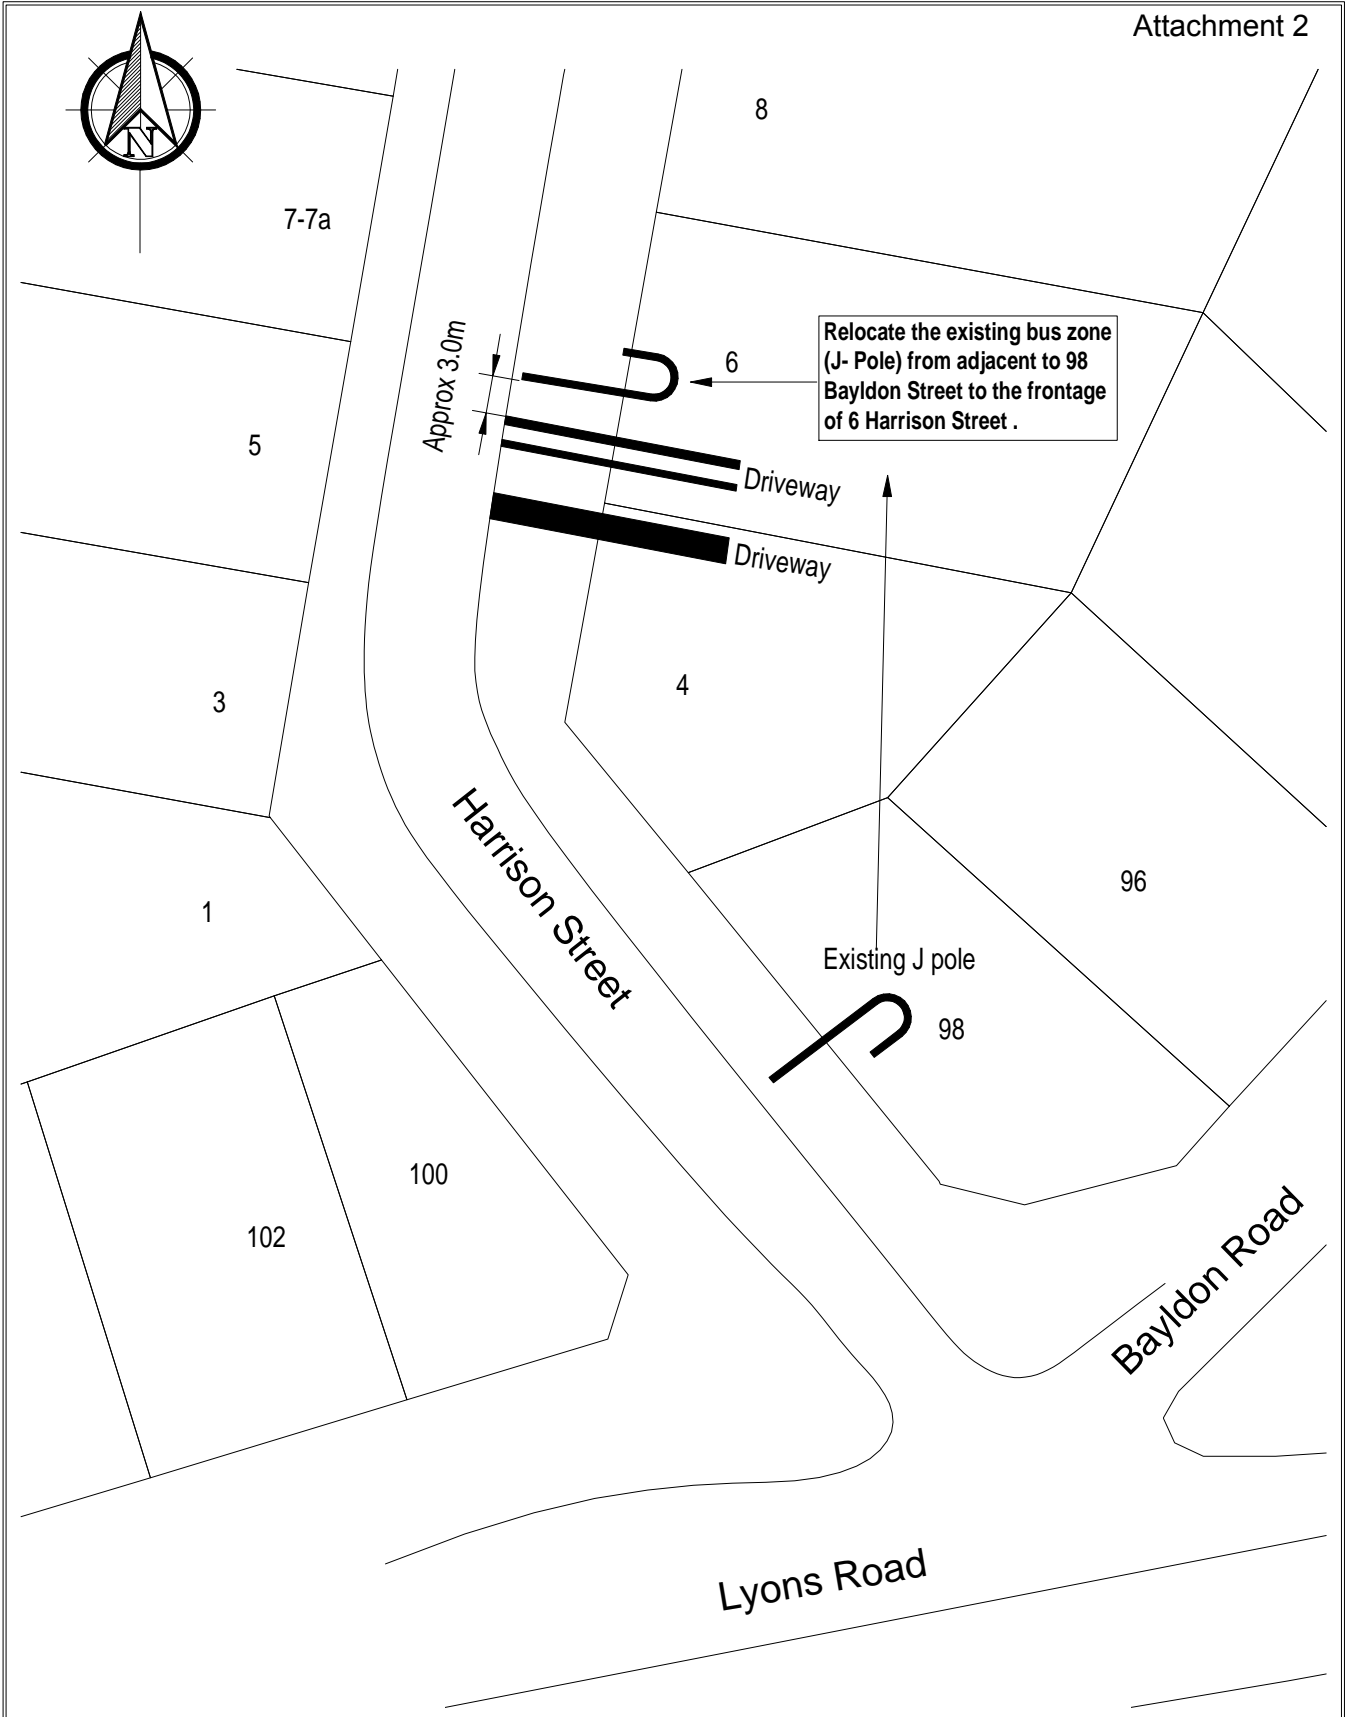 Attachment 2
N
8
7-7a
Approx 3.0m
6
Relocate the existing bus zone
(J- Pole) from adjacent to 98
Bayldon Street to the frontage
of 6 Harrison Street .
5
Driveway
Driveway
3
4
Harrison Street
96
1
Existing J pole
98
100
102
Bayldon Road
Lyons Road